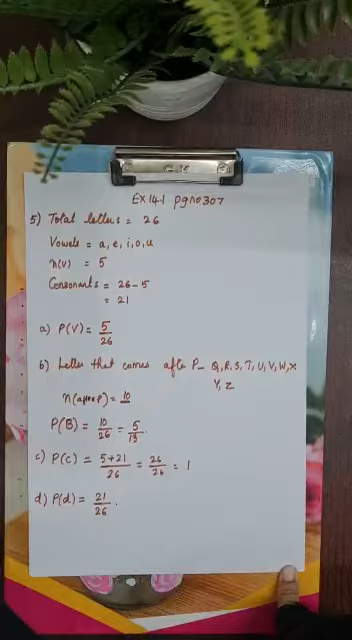 EX 14.1 pg no 307
5) Total letters = 26
Vowels = a, e, i, o, u
n(v) = 5
Consonants = 26 - 5
= 21
a) P(V) = 5/26
b) Letter that comes after P - Q, R, S, T, U, V, W, X
Y, Z
n(after P) = 10
P(B) = 10/26 = 5/13.
c) P(c) = 5+21/26 = 26/26 = 1
d) P(d) = 21/26.